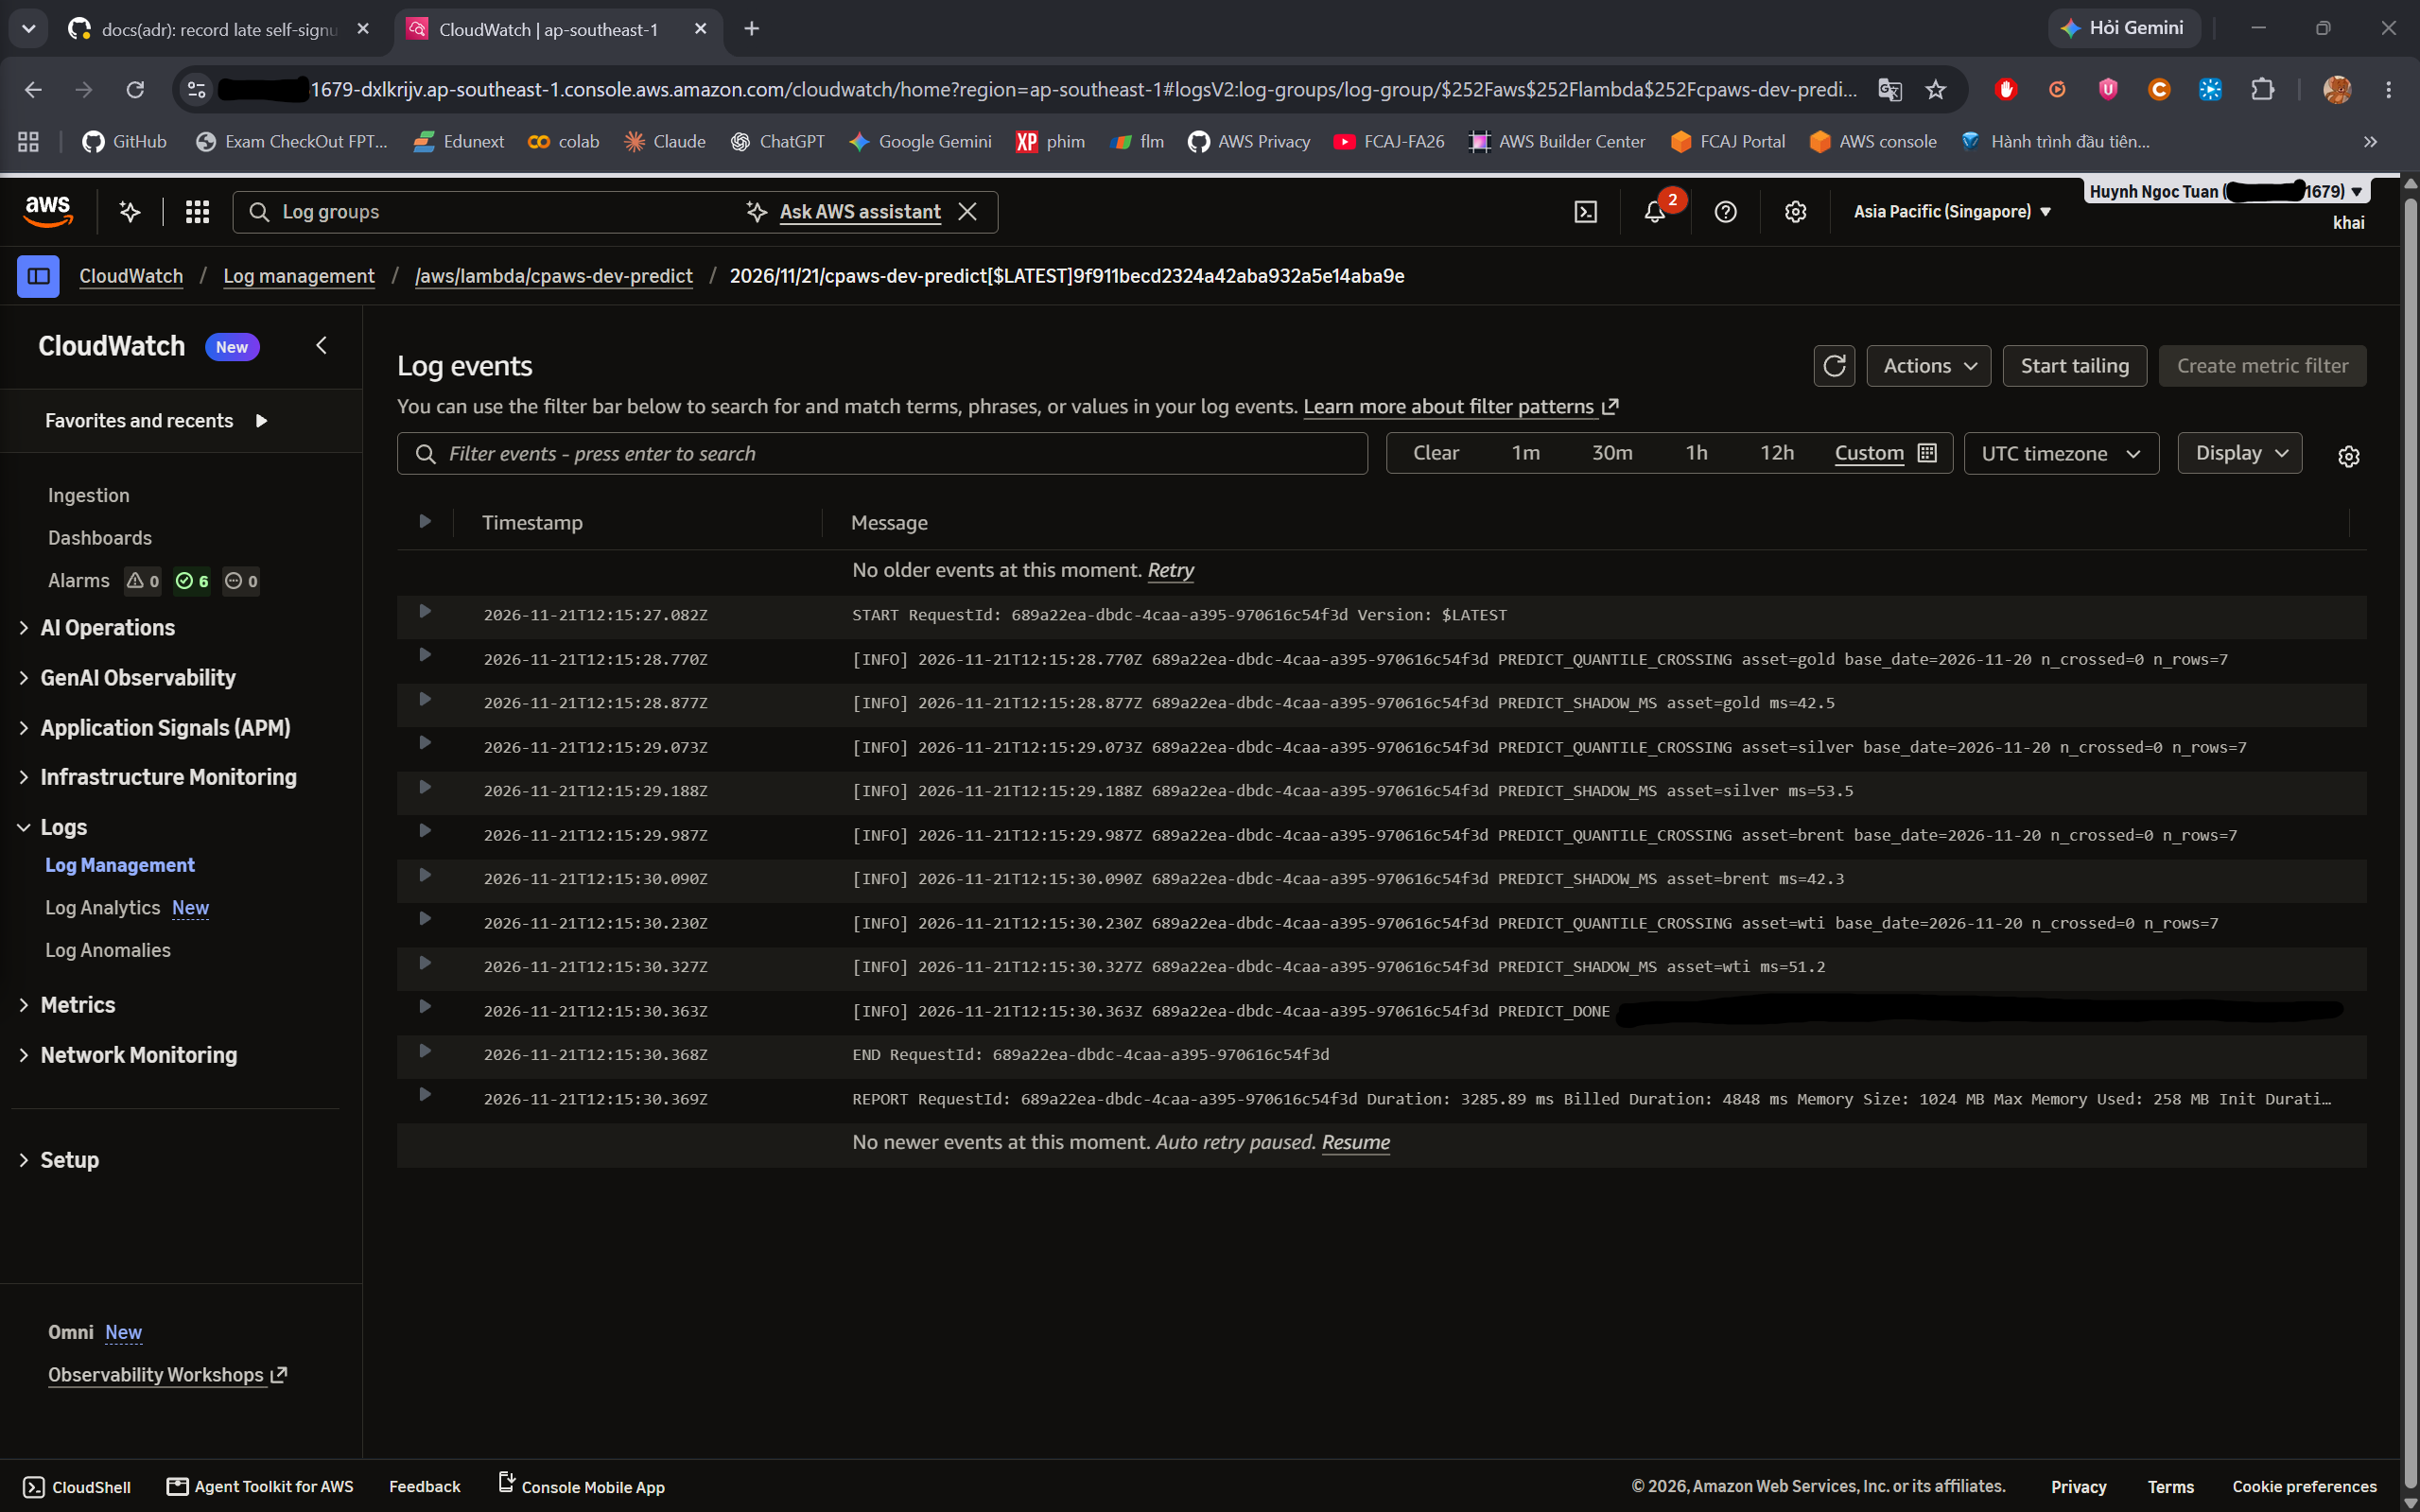 docs(adr): record late self-signu
CloudWatch | ap-southeast-1
Hỏi Gemini
1679-dxlkrijv.ap-southeast-1.console.aws.amazon.com/cloudwatch/home?region=ap-southeast-1#logsV2:log-groups/log-group/$252Faws$252Flambda$252Fcpaws-dev-predi...
GitHub Exam CheckOut FPT... Edunext colab Claude ChatGPT Google Gemini XP phim flm AWS Privacy FCAJ-FA26 AWS Builder Center FCAJ Portal AWS console Hành trình đầu tiên...
aws Log groups Ask AWS assistant 2 Asia Pacific (Singapore) Huynh Ngoc Tuan ( 1679)
khai
CloudWatch / Log management / /aws/lambda/cpaws-dev-predict / 2026/11/21/cpaws-dev-predict[$LATEST]9f911becd2324a42aba932a5e14aba9e
CloudWatch New
Favorites and recents
Ingestion
Dashboards
Alarms 0 6 0
AI Operations
GenAI Observability
Application Signals (APM)
Infrastructure Monitoring
Logs
Log Management
Log Analytics New
Log Anomalies
Metrics
Network Monitoring
Setup
Omni New
Observability Workshops
Log events
Actions Start tailing Create metric filter
You can use the filter bar below to search for and match terms, phrases, or values in your log events. Learn more about filter patterns
Filter events - press enter to search Clear 1m 30m 1h 12h Custom UTC timezone Display
Timestamp Message
No older events at this moment. Retry
2026-11-21T12:15:27.082Z START RequestId: 689a22ea-dbdc-4caa-a395-970616c54f3d Version: $LATEST
2026-11-21T12:15:28.770Z [INFO] 2026-11-21T12:15:28.770Z 689a22ea-dbdc-4caa-a395-970616c54f3d PREDICT_QUANTILE_CROSSING asset=gold base_date=2026-11-20 n_crossed=0 n_rows=7
2026-11-21T12:15:28.877Z [INFO] 2026-11-21T12:15:28.877Z 689a22ea-dbdc-4caa-a395-970616c54f3d PREDICT_SHADOW_MS asset=gold ms=42.5
2026-11-21T12:15:29.073Z [INFO] 2026-11-21T12:15:29.073Z 689a22ea-dbdc-4caa-a395-970616c54f3d PREDICT_QUANTILE_CROSSING asset=silver base_date=2026-11-20 n_crossed=0 n_rows=7
2026-11-21T12:15:29.188Z [INFO] 2026-11-21T12:15:29.188Z 689a22ea-dbdc-4caa-a395-970616c54f3d PREDICT_SHADOW_MS asset=silver ms=53.5
2026-11-21T12:15:29.987Z [INFO] 2026-11-21T12:15:29.987Z 689a22ea-dbdc-4caa-a395-970616c54f3d PREDICT_QUANTILE_CROSSING asset=brent base_date=2026-11-20 n_crossed=0 n_rows=7
2026-11-21T12:15:30.090Z [INFO] 2026-11-21T12:15:30.090Z 689a22ea-dbdc-4caa-a395-970616c54f3d PREDICT_SHADOW_MS asset=brent ms=42.3
2026-11-21T12:15:30.230Z [INFO] 2026-11-21T12:15:30.230Z 689a22ea-dbdc-4caa-a395-970616c54f3d PREDICT_QUANTILE_CROSSING asset=wti base_date=2026-11-20 n_crossed=0 n_rows=7
2026-11-21T12:15:30.327Z [INFO] 2026-11-21T12:15:30.327Z 689a22ea-dbdc-4caa-a395-970616c54f3d PREDICT_SHADOW_MS asset=wti ms=51.2
2026-11-21T12:15:30.363Z [INFO] 2026-11-21T12:15:30.363Z 689a22ea-dbdc-4caa-a395-970616c54f3d PREDICT_DONE
2026-11-21T12:15:30.368Z END RequestId: 689a22ea-dbdc-4caa-a395-970616c54f3d
2026-11-21T12:15:30.369Z REPORT RequestId: 689a22ea-dbdc-4caa-a395-970616c54f3d Duration: 3285.89 ms Billed Duration: 4848 ms Memory Size: 1024 MB Max Memory Used: 258 MB Init Durati...
No newer events at this moment. Auto retry paused. Resume
CloudShell Agent Toolkit for AWS Feedback Console Mobile App © 2026, Amazon Web Services, Inc. or its affiliates. Privacy Terms Cookie preferences